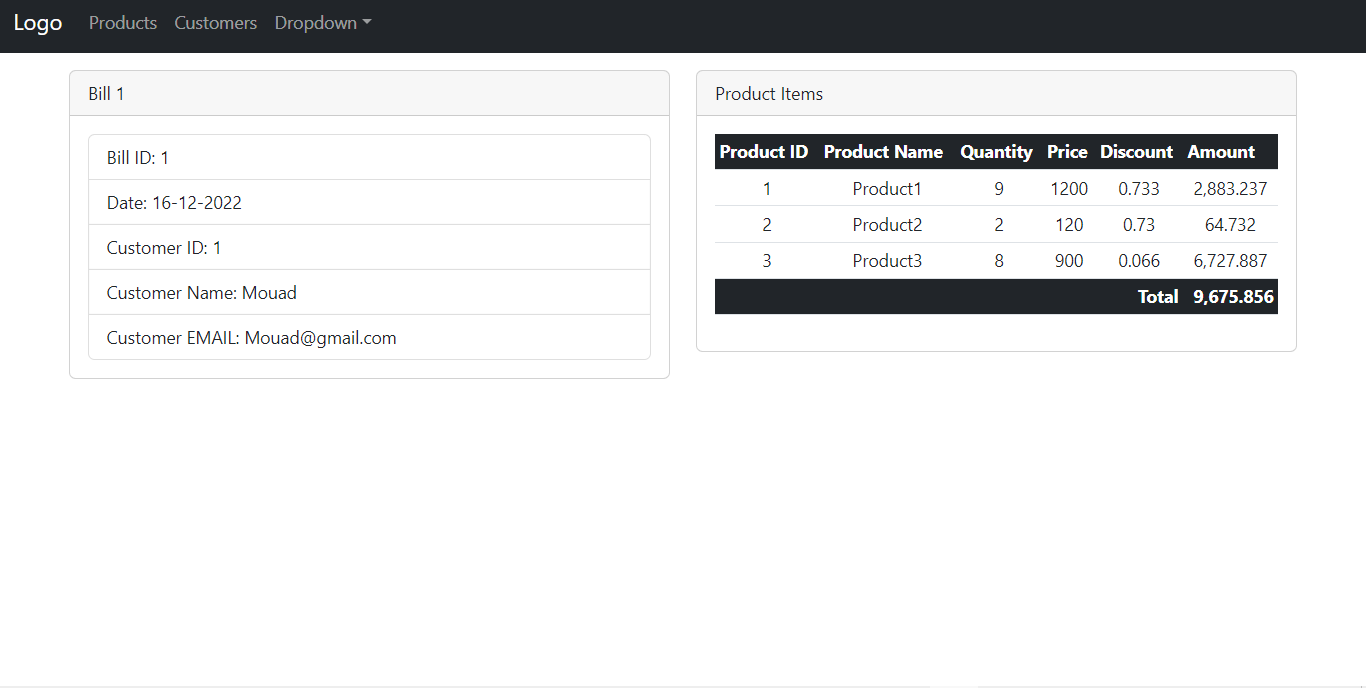 Logo Products Customers Dropdown
Bill 1
Bill ID: 1
Date: 16-12-2022
Customer ID: 1
Customer Name: Mouad
Customer EMAIL: Mouad@gmail.com
Product Items
Product ID Product Name Quantity Price Discount Amount
1 Product1 9 1200 0.733 2,883.237
2 Product2 2 120 0.73 64.732
3 Product3 8 900 0.066 6,727.887
Total 9,675.856